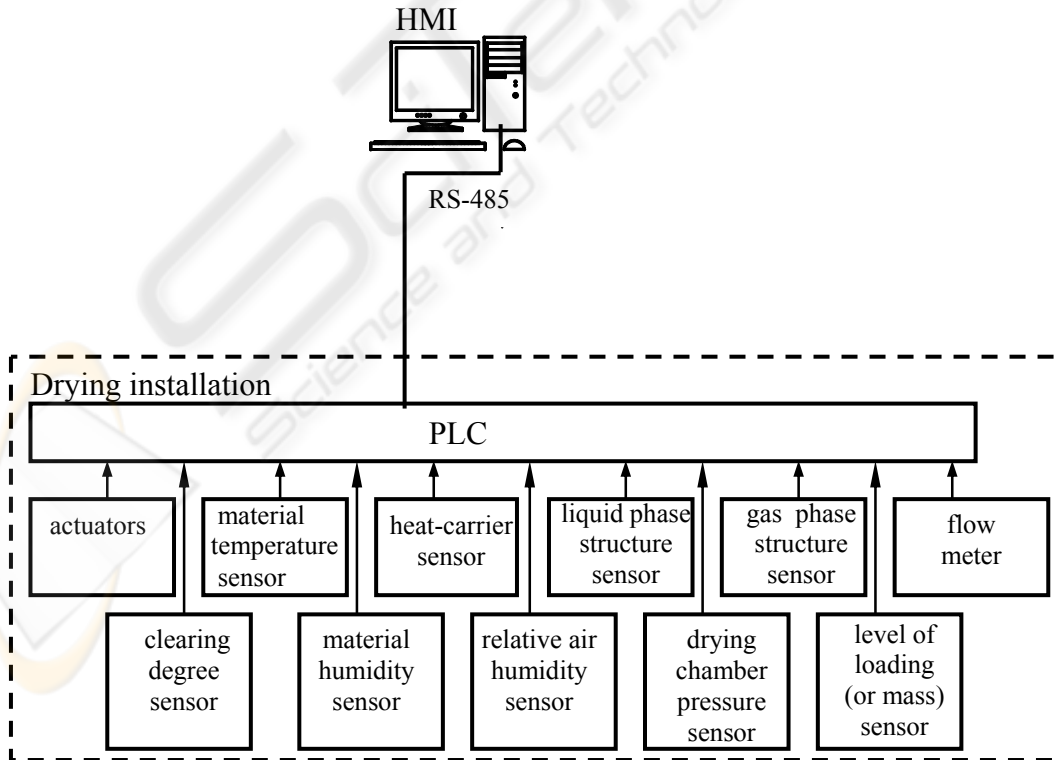 HMI
RS-485
Drying installation
PLC
actuators
material
temperature
sensor
heat-carrier
sensor
liquid phase
structure
sensor
gas phase
structure
sensor
flow
meter
clearing
degree
sensor
material
humidity
sensor
relative air
humidity
sensor
drying
chamber
pressure
sensor
level of
loading
(or mass)
sensor